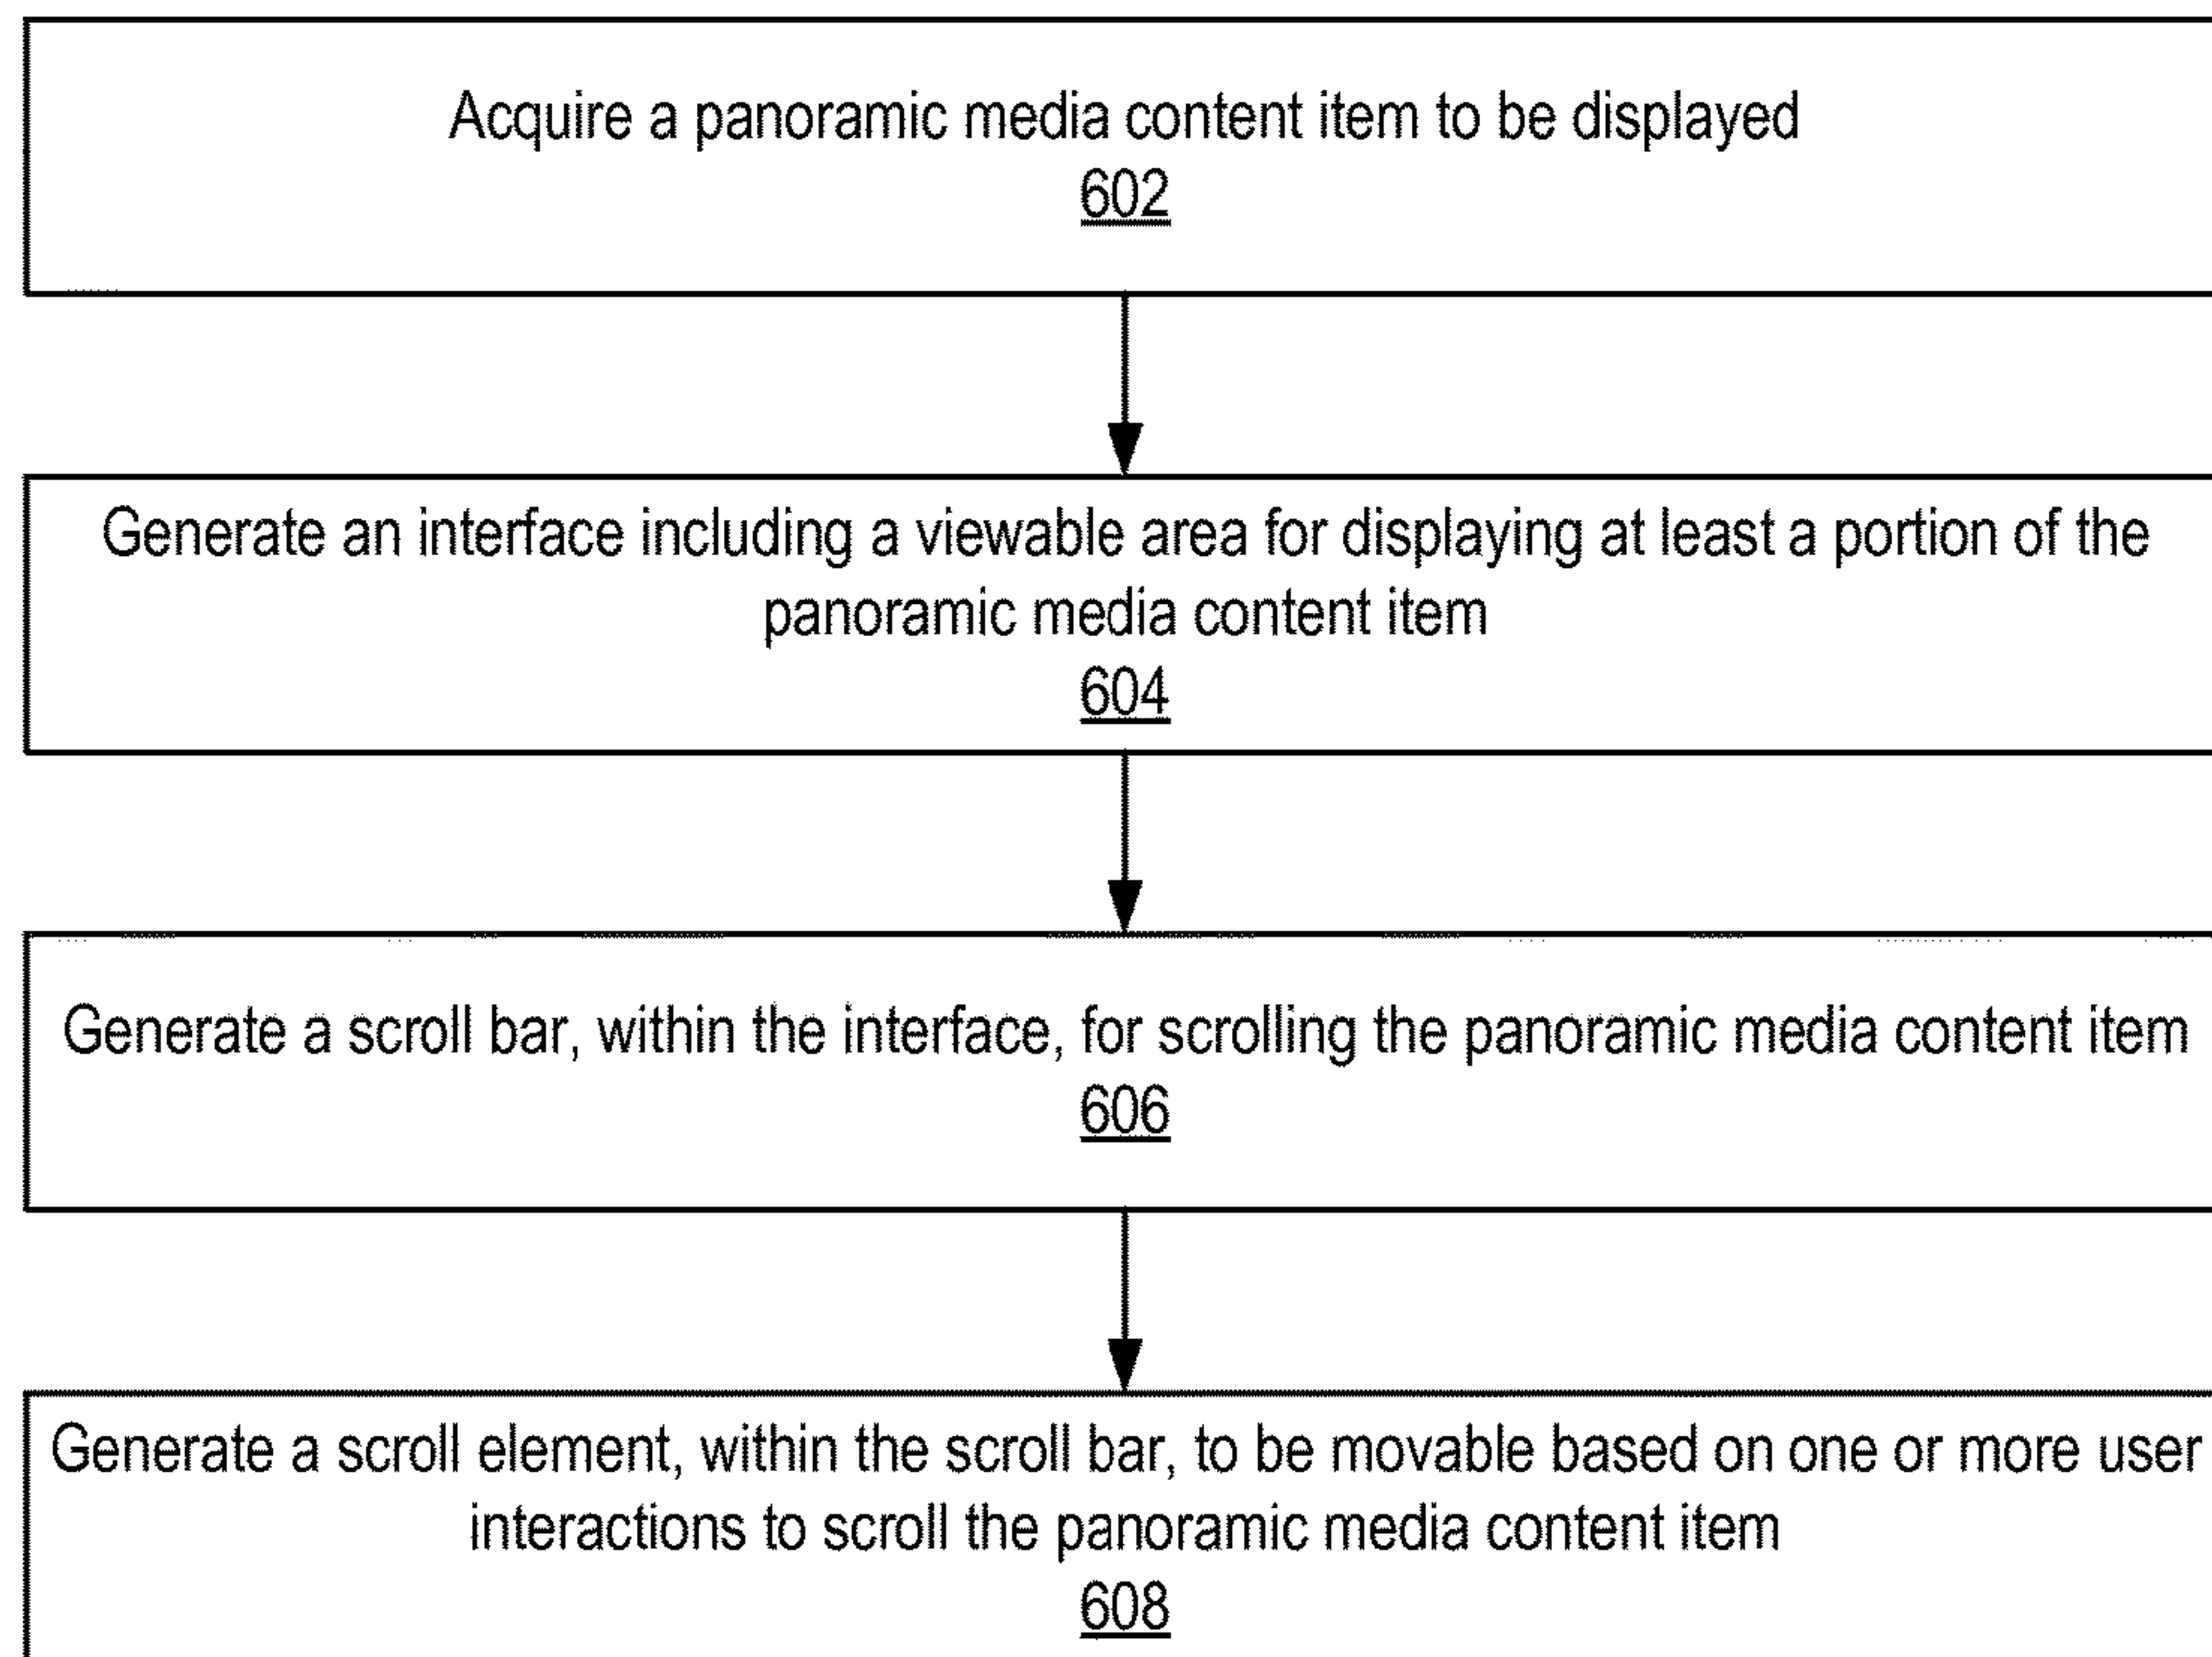 Acquire a panoramic media content item to be displayed
602
Generate an interface including a viewable area for displaying at least a portion of the
panoramic media content item
604
Generate a scroll bar, within the interface, for scrolling the panoramic media content item
606
Generate a scroll element, within the scroll bar, to be movable based on one or more user
interactions to scroll the panoramic media content item
608